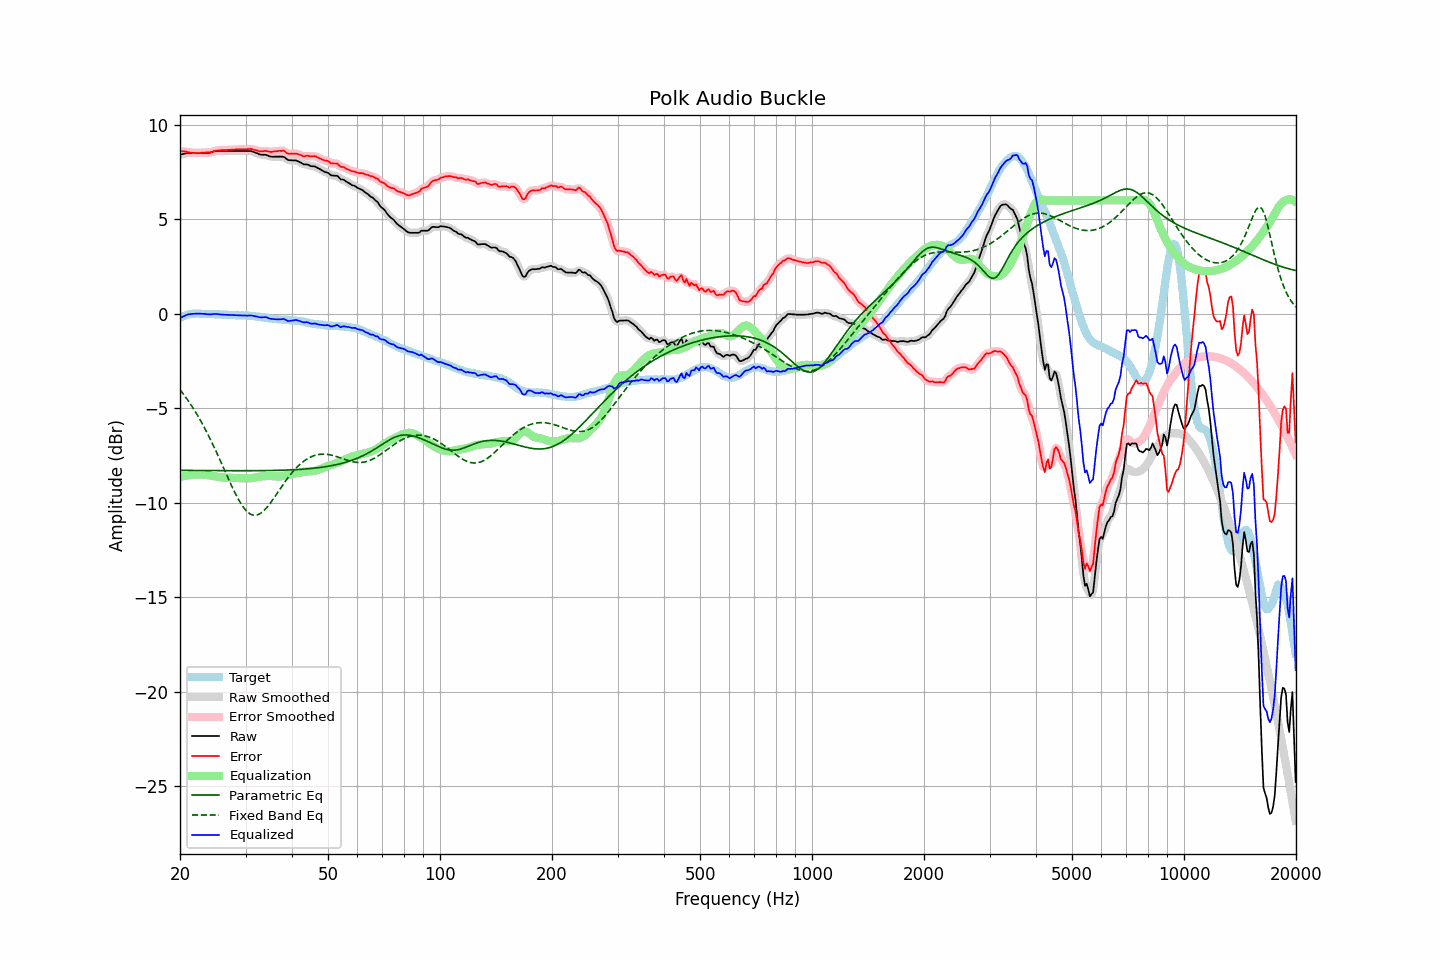 Polk Audio Buckle
10
5
0
−5
−10
−15
−20
−25
Amplitude (dBr)
Target
Raw Smoothed
Error Smoothed
Raw
Error
Equalization
Parametric Eq
Fixed Band Eq
Equalized
20
50
100
200
500
1000
2000
5000
10000
20000
Frequency (Hz)